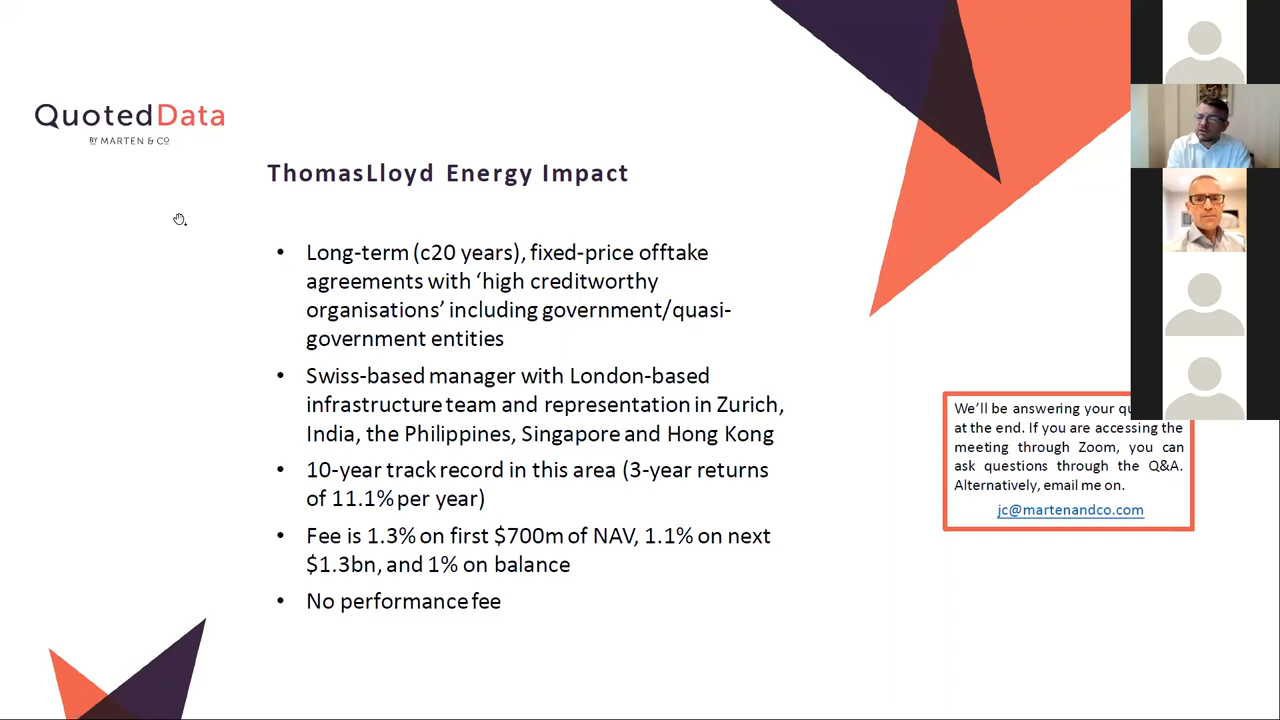 QuotedData
BY MARTEN & CO
ThomasLloyd Energy Impact
• Long-term (c20 years), fixed-price offtake
agreements with ‘high creditworthy
organisations’ including government/quasi-
government entities
• Swiss-based manager with London-based
infrastructure team and representation in Zurich,
India, the Philippines, Singapore and Hong Kong
• 10-year track record in this area (3-year returns
of 11.1% per year)
• Fee is 1.3% on first $700m of NAV, 1.1% on next
$1.3bn, and 1% on balance
• No performance fee
We’ll be answering your
at the end. If you are accessing the
meeting through Zoom, you can
ask questions through the Q&A.
Alternatively, email me on.
jc@martenandco.com